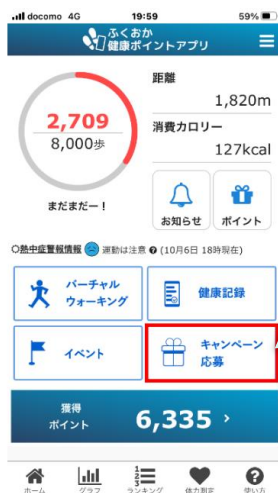 docomo 4G 19:59 59%
ふくおか
健康ポイントアプリ
距離
1,820m
2,709
8,000歩
消費カロリー
127kcal
まだまだー！
お知らせ ポイント
熱中症警報情報 運動は注意 (10月6日 18時現在)
バーチャル
ウォーキング
健康記録
イベント
キャンペーン
応募
獲得
ポイント
6,335
ホーム グラフ ランキング 体力測定 使い方